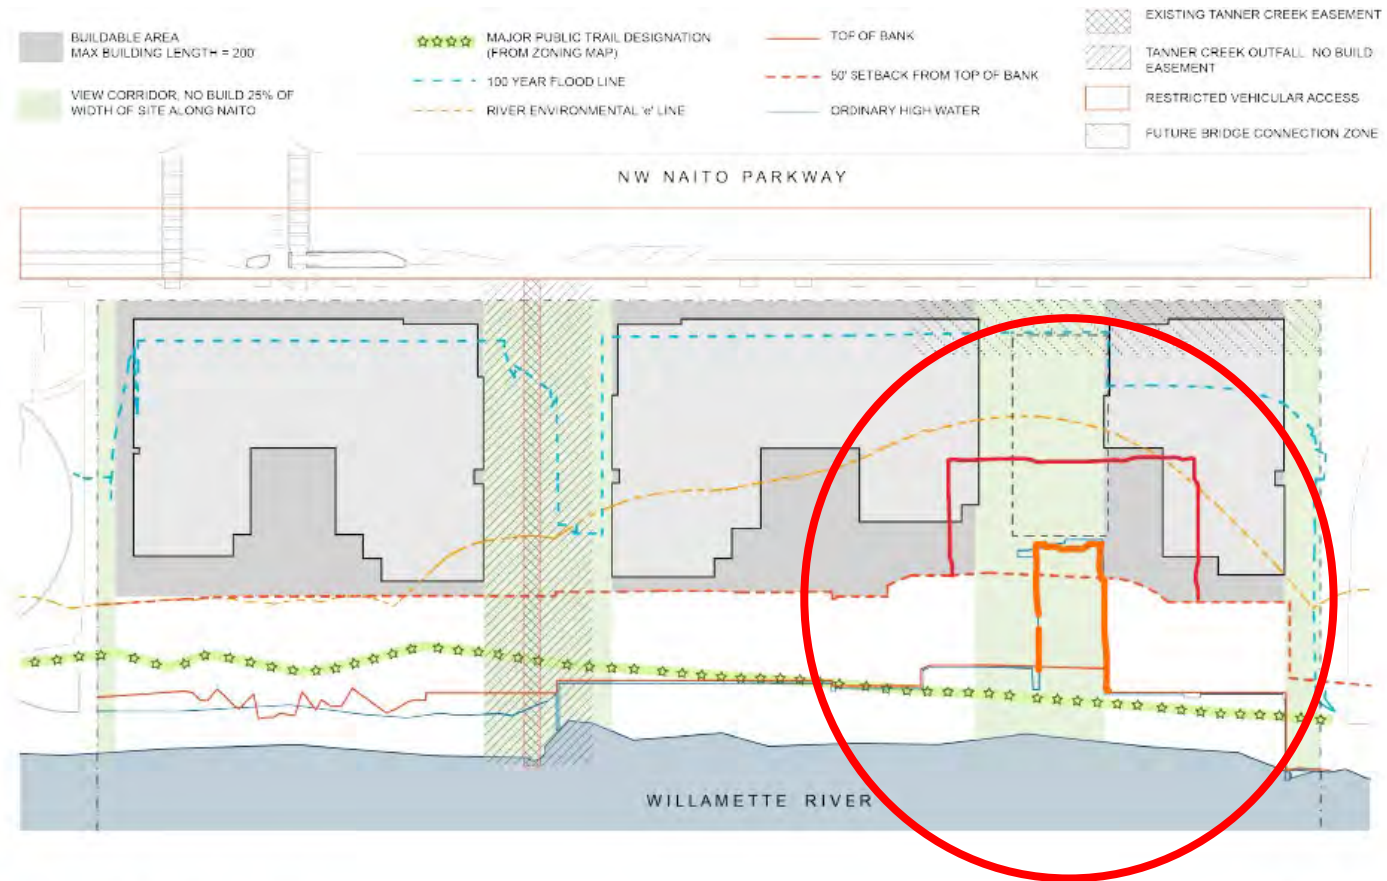 BUILDABLE AREA
MAX BUILDING LENGTH = 200'
VIEW CORRIDOR, NO BUILD 25% OF
WIDTH OF SITE ALONG NAITO
MAJOR PUBLIC TRAIL DESIGNATION
(FROM ZONING MAP)
100 YEAR FLOOD LINE
RIVER ENVIRONMENTAL 'e' LINE
TOP OF BANK
50' SETBACK FROM TOP OF BANK
ORDINARY HIGH WATER
EXISTING TANNER CREEK EASEMENT
TANNER CREEK OUTFALL NO BUILD
EASEMENT
RESTRICTED VEHICULAR ACCESS
FUTURE BRIDGE CONNECTION ZONE
NW NAITO PARKWAY
WILLAMETTE RIVER